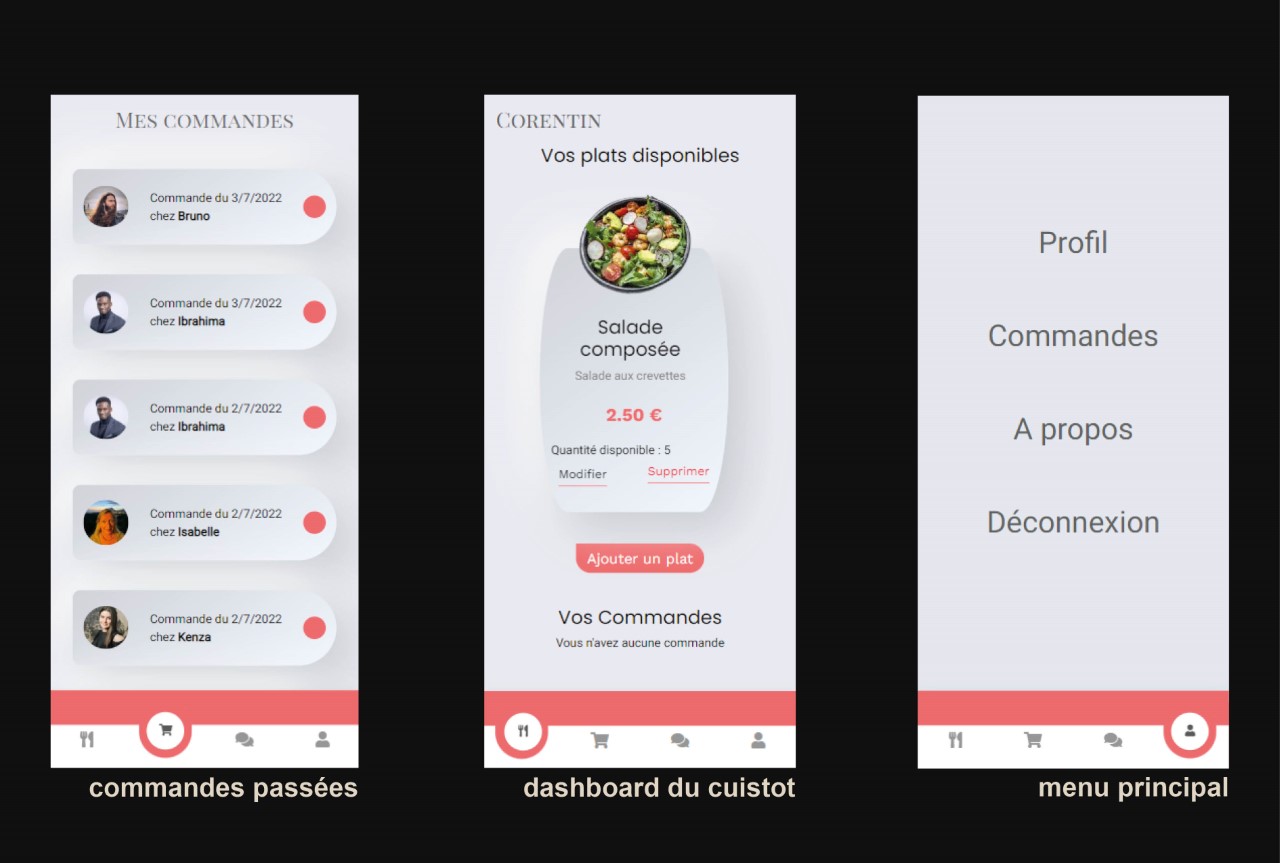 Mes commandes
Commande du 3/7/2022
chez Bruno
Commande du 3/7/2022
chez Ibrahima
Commande du 2/7/2022
chez Ibrahima
Commande du 2/7/2022
chez Isabelle
Commande du 2/7/2022
chez Kenza
commandes passées
Corentin
Vos plats disponibles
Salade
composée
Salade aux crevettes
2.50 €
Quantité disponible : 5
Modifier Supprimer
Ajouter un plat
Vos Commandes
Vous n'avez aucune commande
dashboard du cuistot
Profil
Commandes
A propos
Déconnexion
menu principal